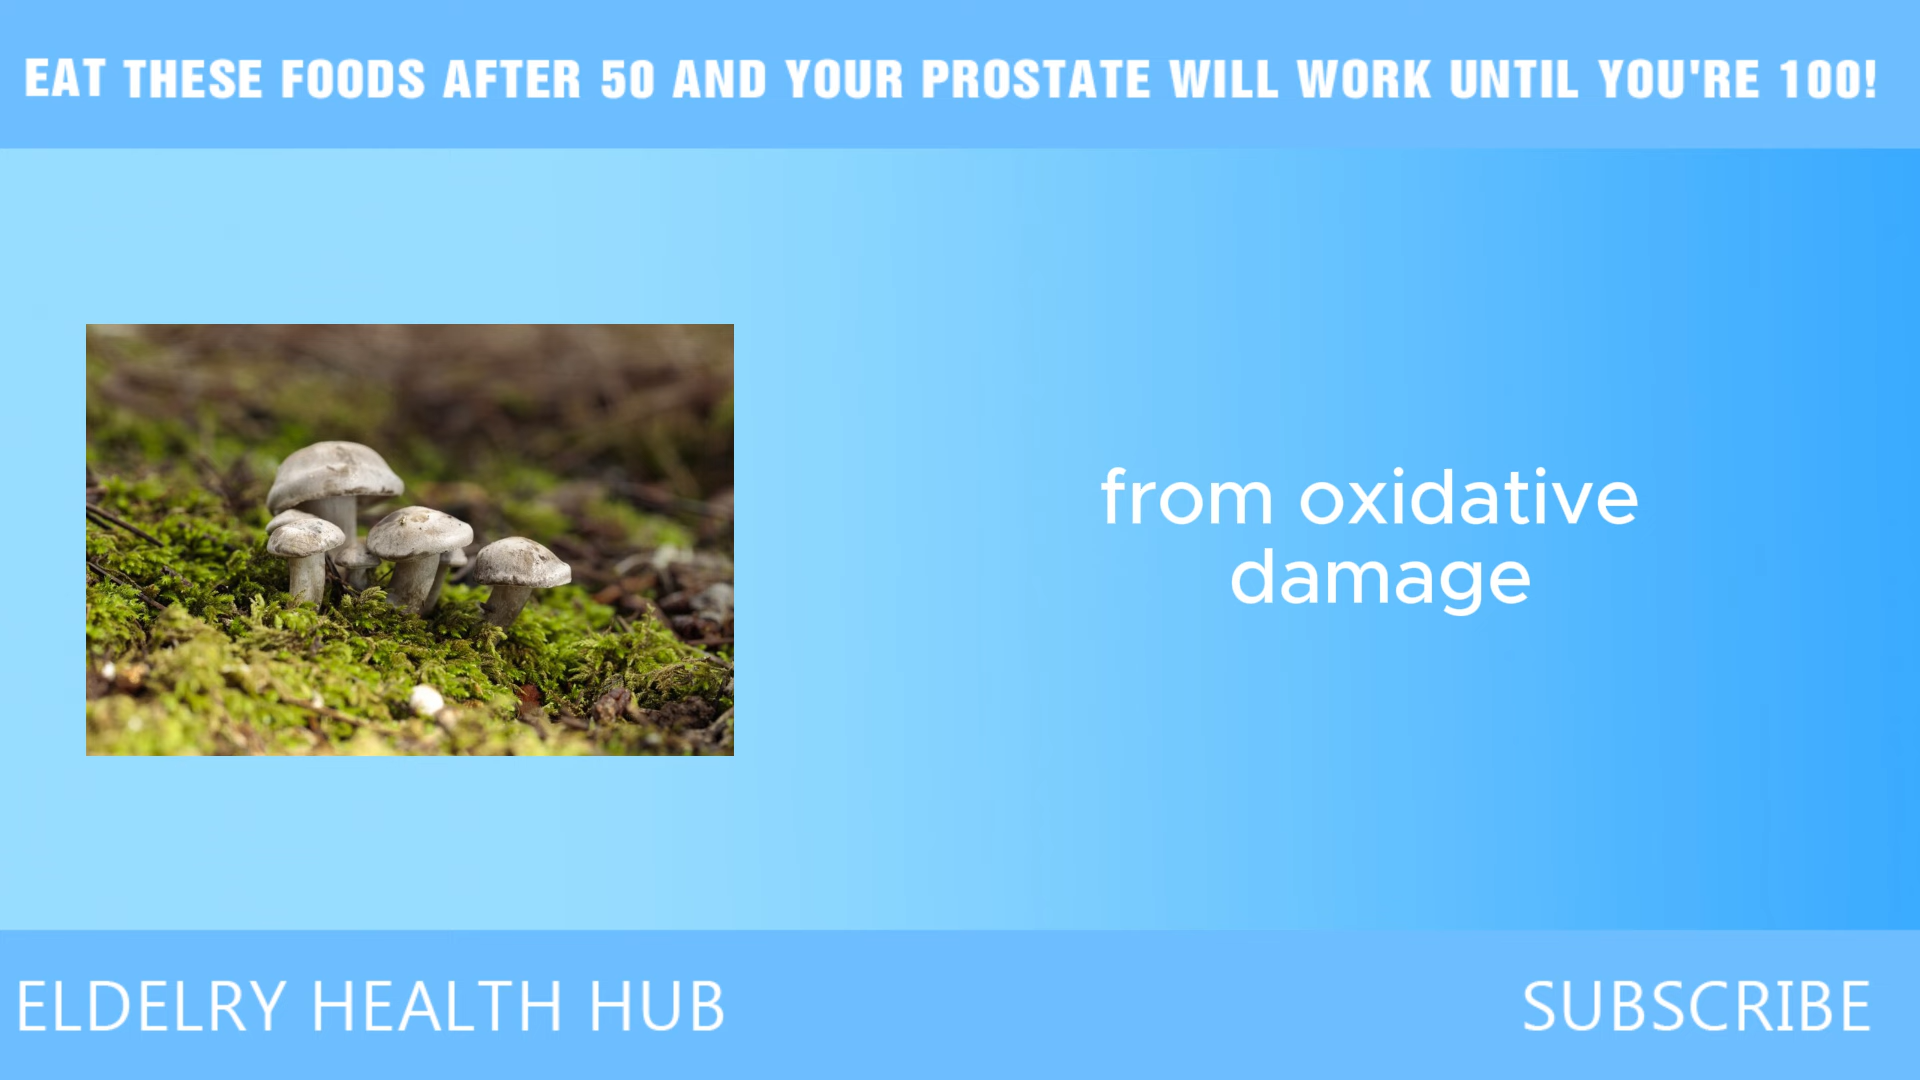 EAT THESE FOODS AFTER 50 AND YOUR PROSTATE WILL WORK UNTIL YOU'RE 100!
from oxidative
damage
ELDELRY HEALTH HUB
SUBSCRIBE